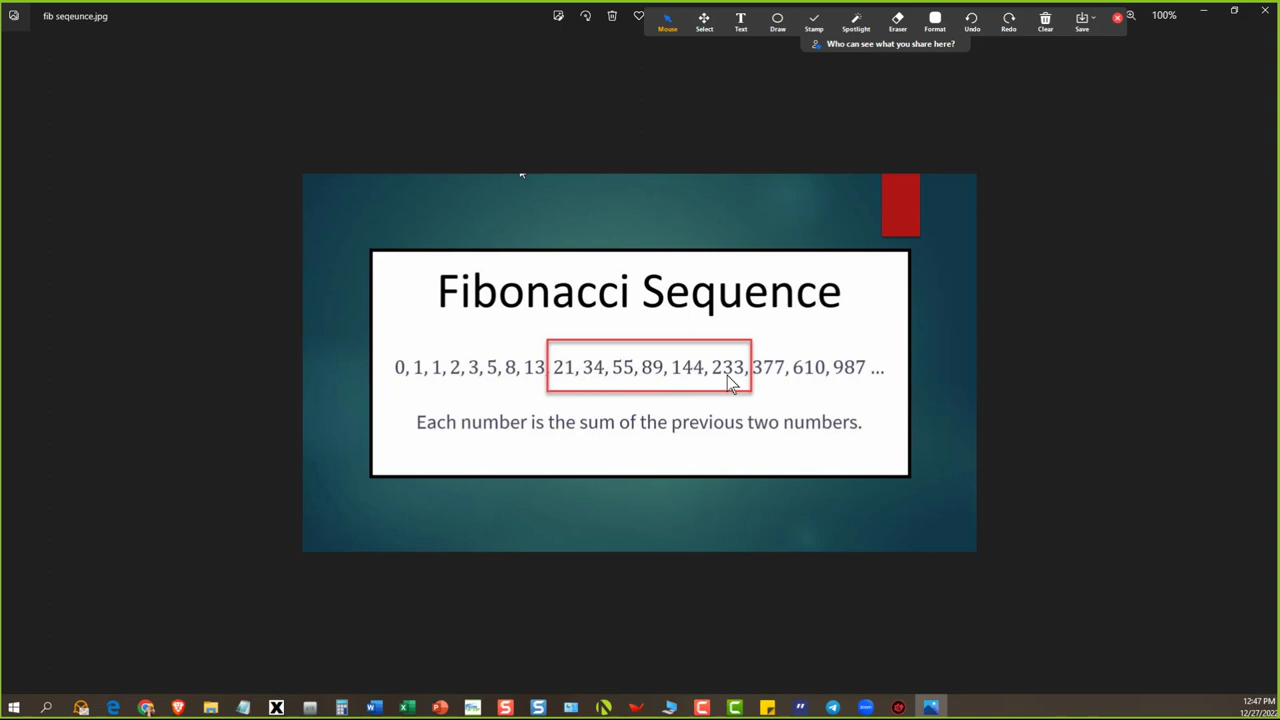 fib seqeunce.jpg
100%
Mouse
Select
Text
Draw
Stamp
Spotlight
Eraser
Format
Undo
Redo
Clear
Save
Who can see what you share here?
Fibonacci Sequence
0, 1, 1, 2, 3, 5, 8, 13, 21, 34, 55, 89, 144, 233, 377, 610, 987 ...
Each number is the sum of the previous two numbers.
12:47 PM